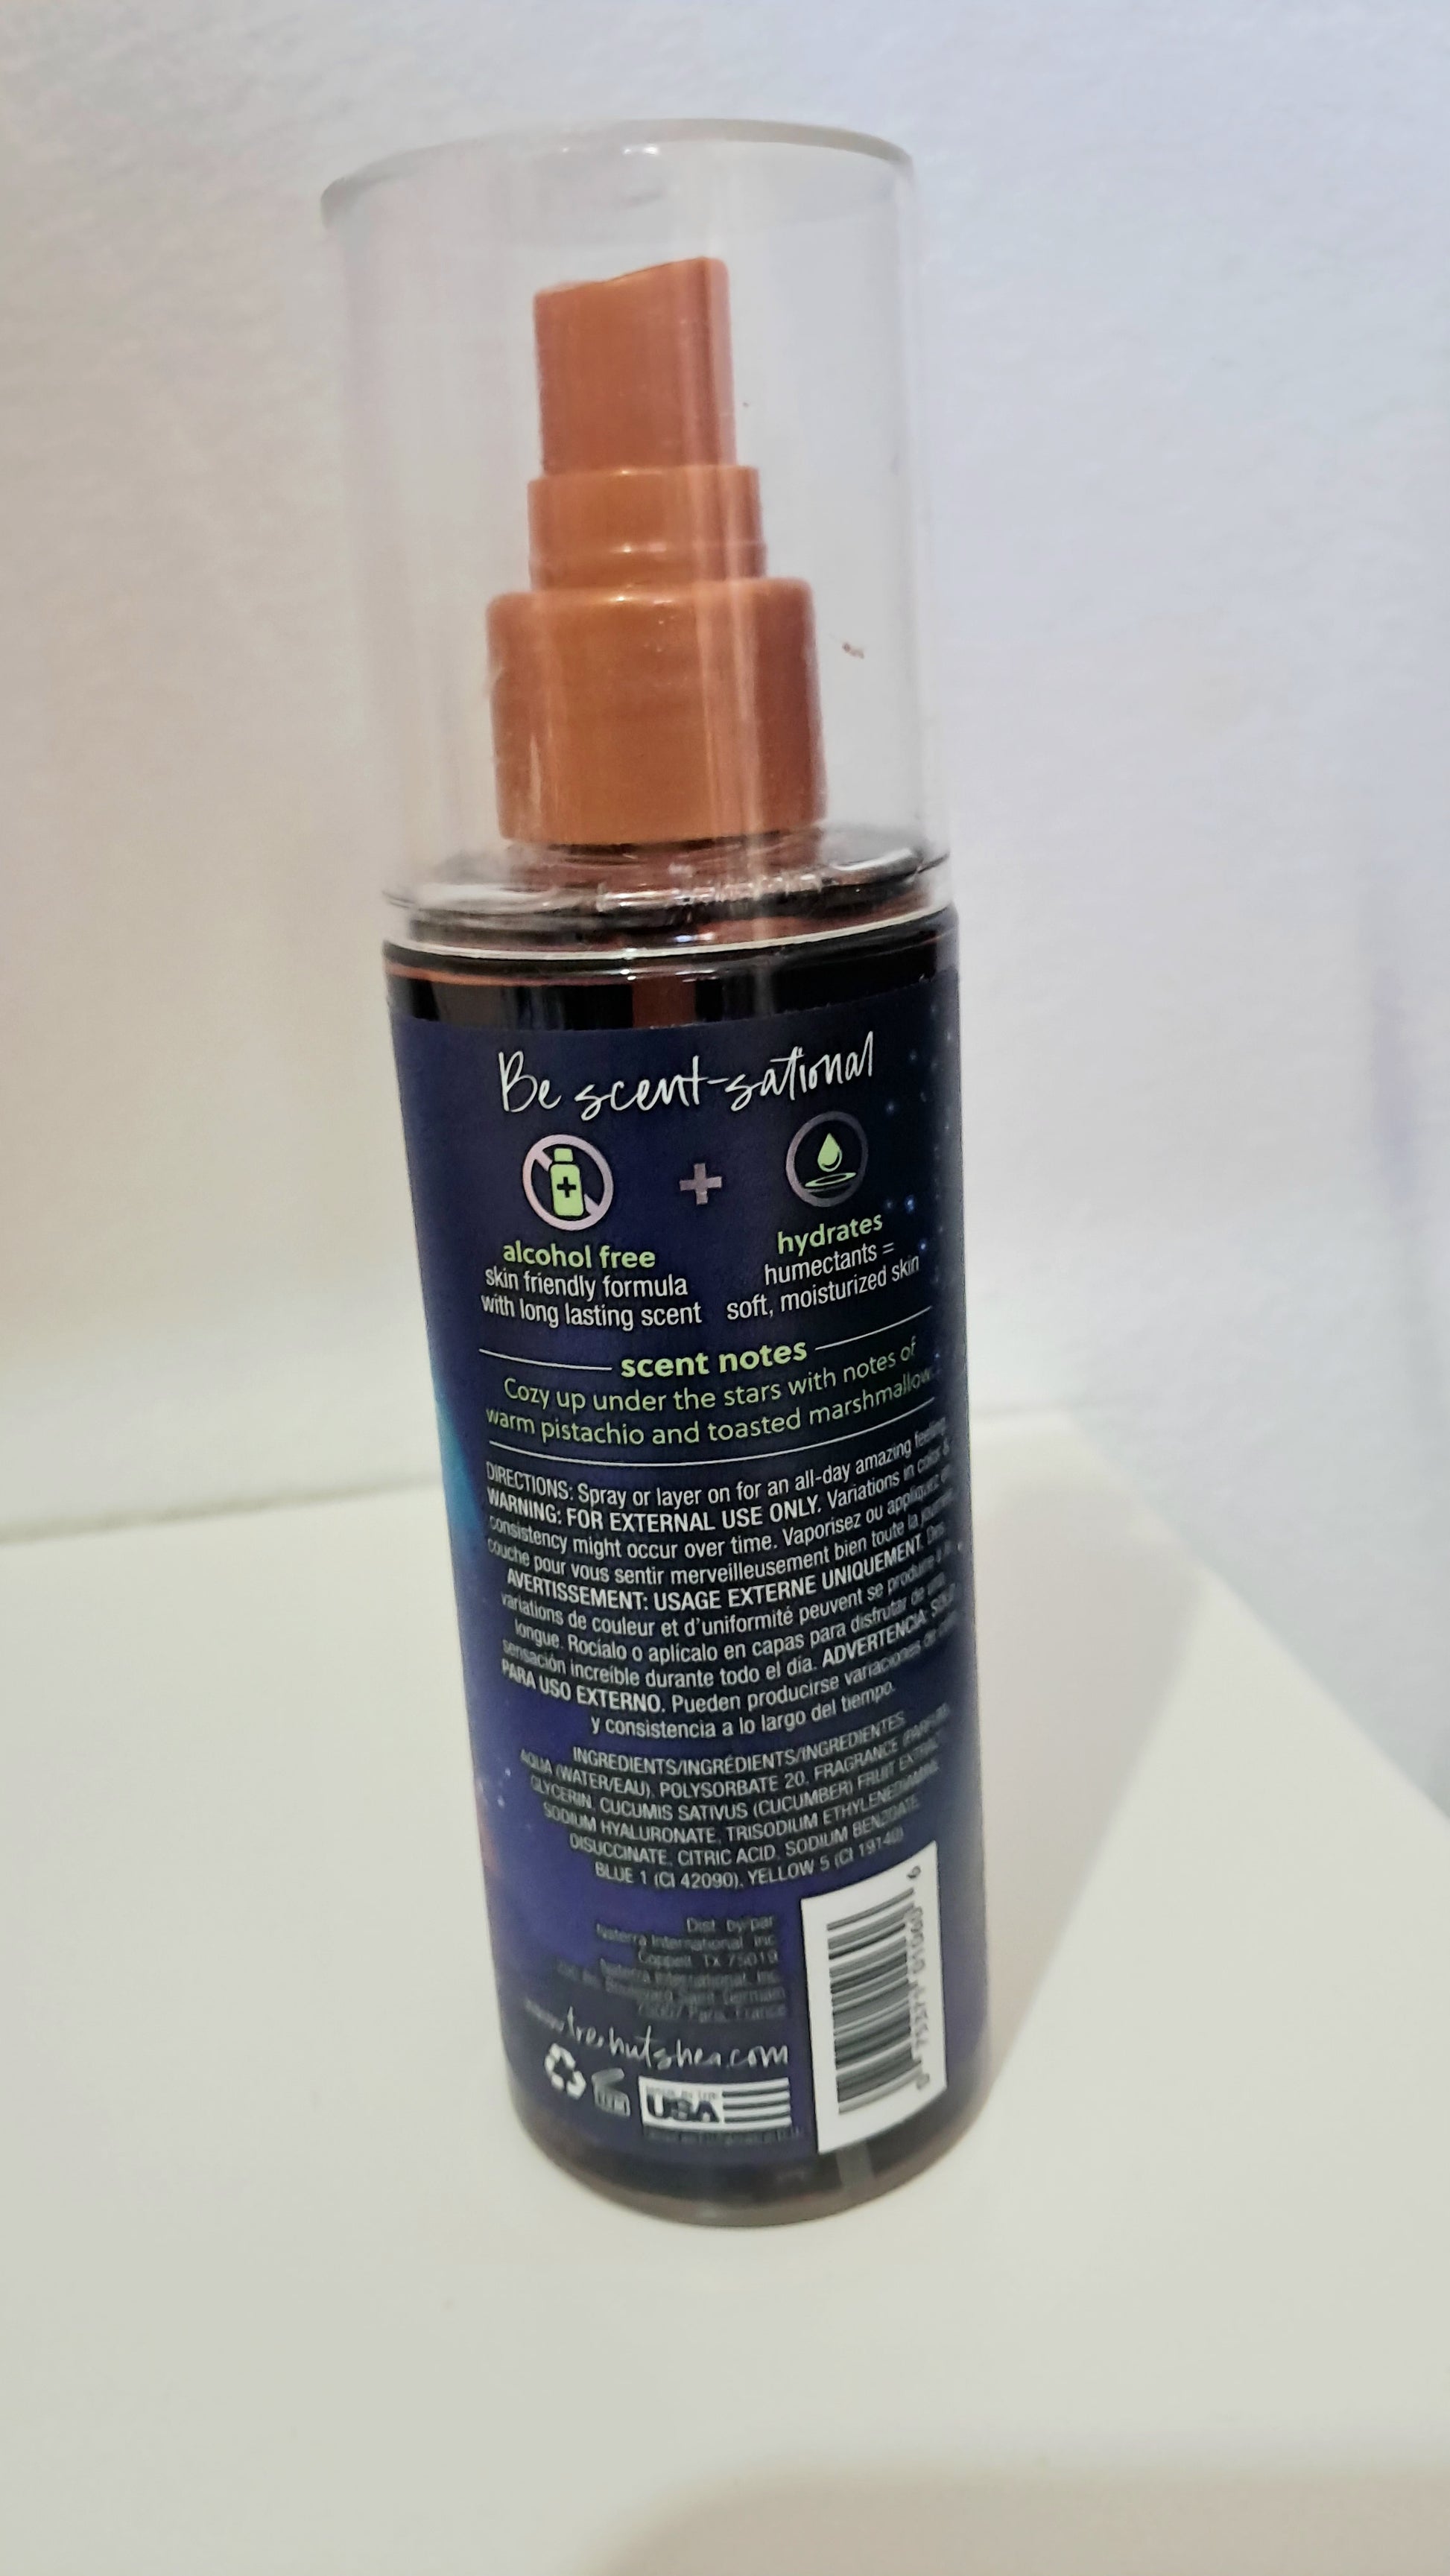 Be scent-sational
alcohol free
skin friendly formula
with long lasting scent
+
hydrates
humectants =
soft, moisturized skin
scent notes
Cozy up under the stars with notes of
warm pistachio and toasted marshmallow.
DIRECTIONS: Spray or layer on for an all-day amazing feeling.
WARNING: FOR EXTERNAL USE ONLY. Variations in color &
consistency might occur over time. Vaporisez ou appliquez en
couche pour vous sentir merveilleusement bien toute la journée.
AVERTISSEMENT: USAGE EXTERNE UNIQUEMENT. Des
variations de couleur et d'uniformité peuvent se produire à la
longue. Rocíalo o aplícalo en capas para disfrutar de una
sensación increíble durante todo el día. ADVERTENCIA: SOLO
PARA USO EXTERNO. Pueden producirse variaciones de color
y consistencia a lo largo del tiempo.
INGREDIENTS/INGRÉDIENTS/INGREDIENTES:
AQUA (WATER/EAU), POLYSORBATE 20, FRAGRANCE (PARFUM),
GLYCERIN, CUCUMIS SATIVUS (CUCUMBER) FRUIT EXTRACT,
SODIUM HYALURONATE, TRISODIUM ETHYLENEDIAMINE
DISUCCINATE, CITRIC ACID, SODIUM BENZOATE,
BLUE 1 (CI 42090), YELLOW 5 (CI 19140)
Dist. by/par
Naterra International, Inc.
Coppell, TX 75019
Naterra International, Inc.
Boulevard Saint Germain
75007 Paris, France
www.treehutshea.com
USA